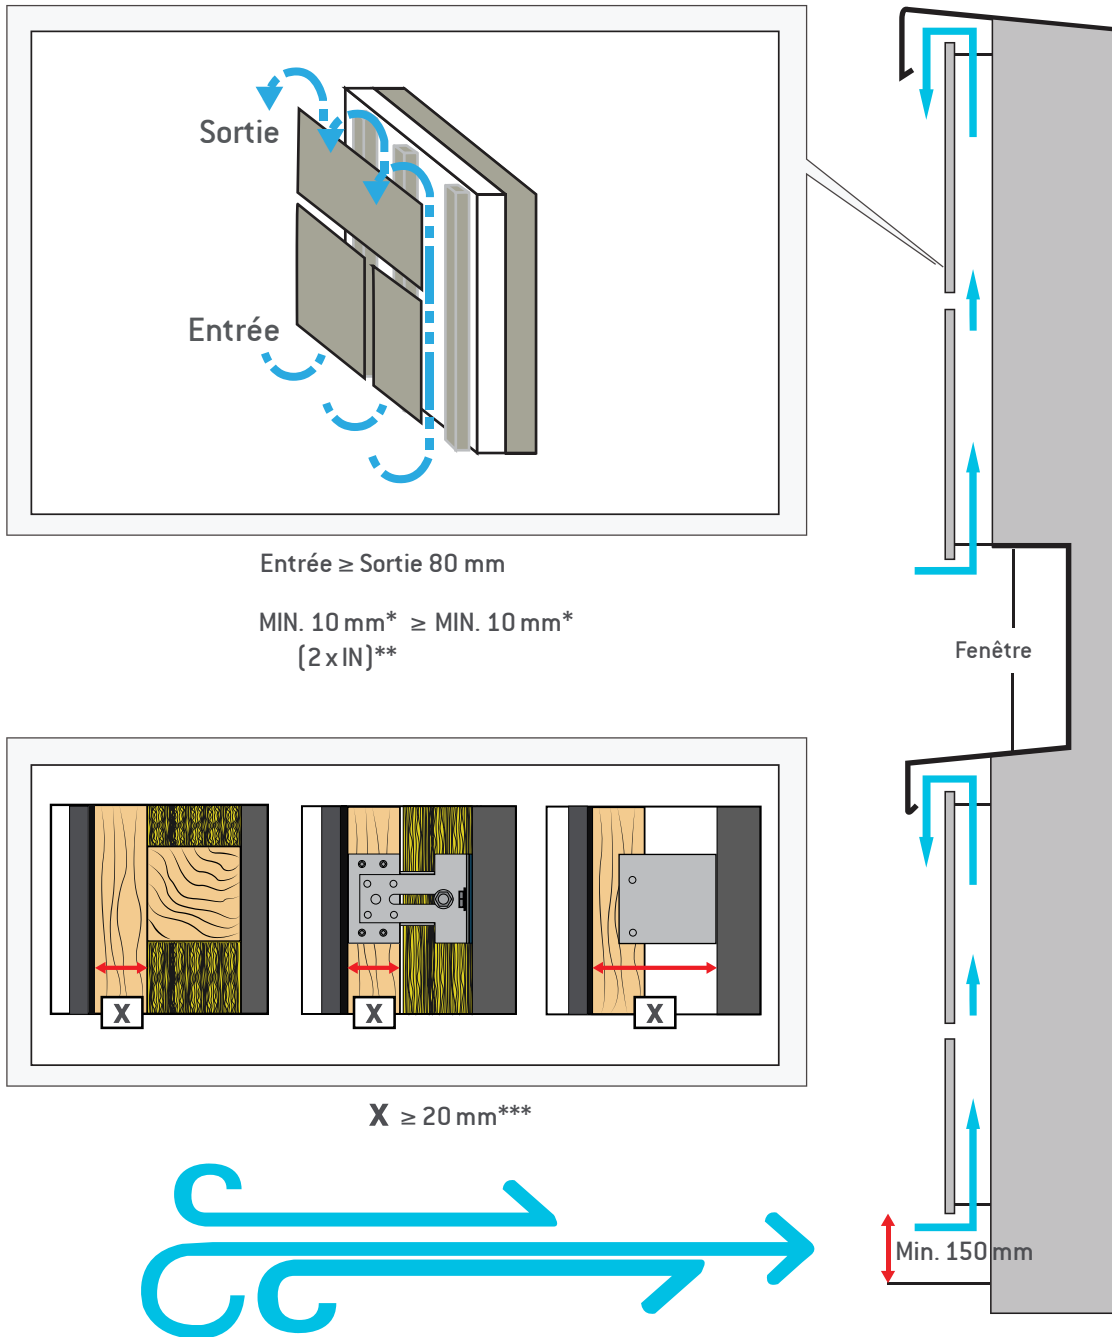 Sortie
Entrée
Entrée ≥ Sortie 80 mm
MIN. 10 mm* ≥ MIN. 10 mm*
(2 x IN)**
Fenêtre
X
X
X
X ≥ 20 mm***
Min. 150 mm